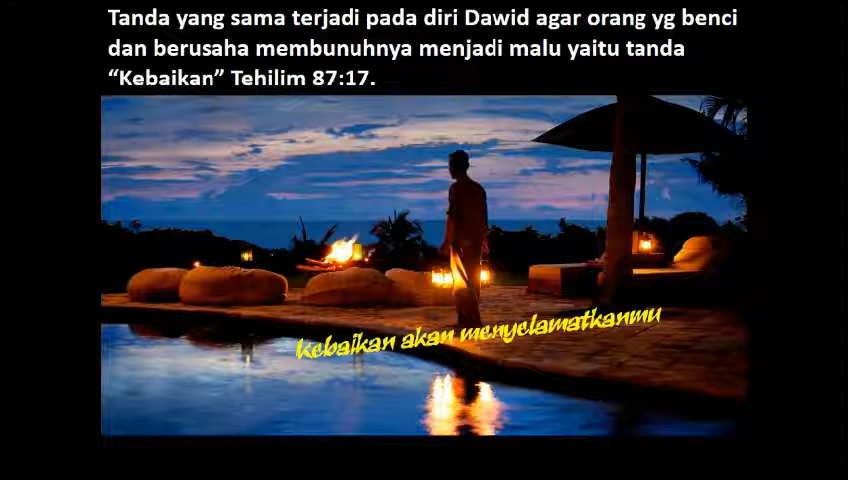 Tanda yang sama terjadi pada diri Dawid agar orang yg benci
dan berusaha membunuhnya menjadi malu yaitu tanda
“Kebaikan” Tehilim 87:17.
kebaikan akan menyelamatkanmu